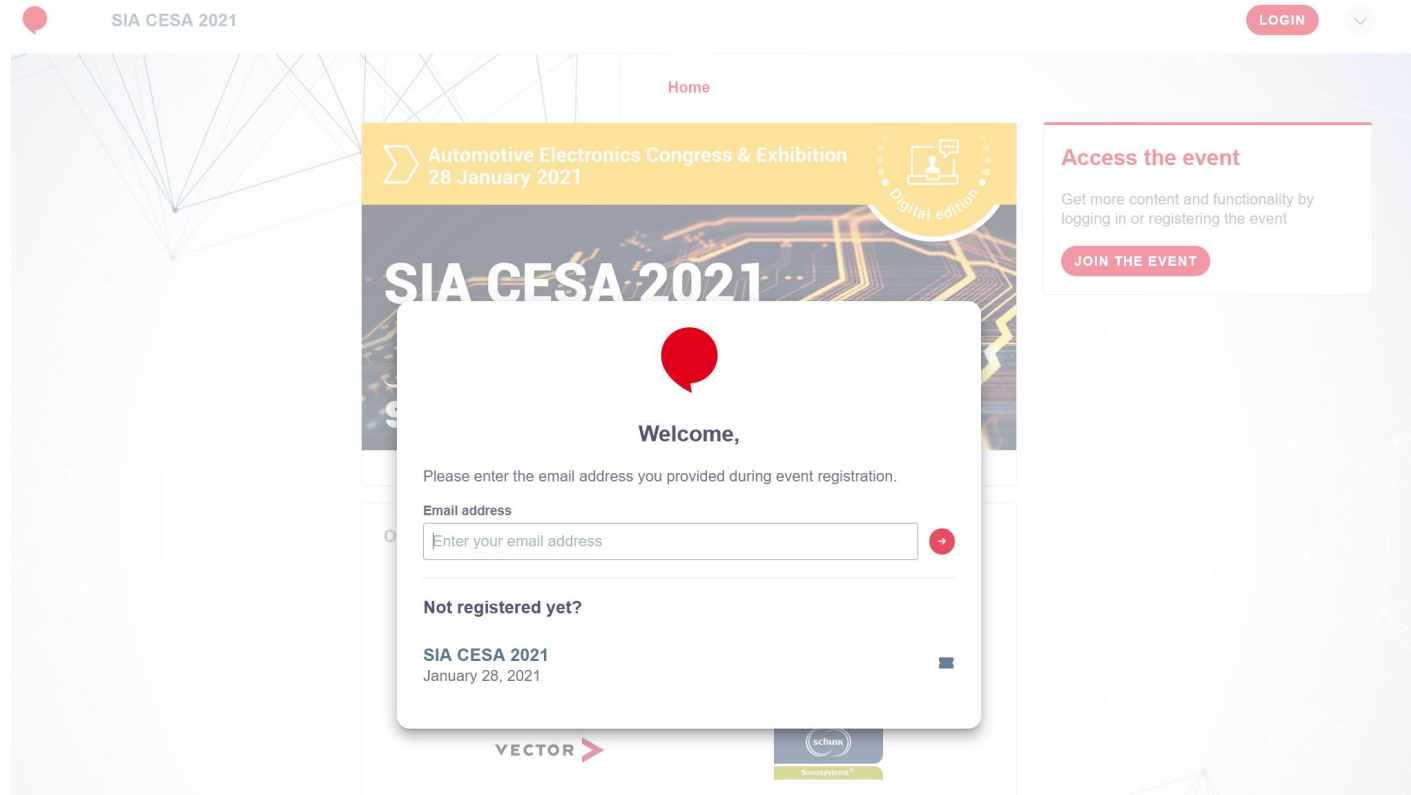 SIA CESA 2021
LOGIN
Home
Automotive Electronics Congress & Exhibition
28 January 2021
Digital edition
SIA CESA 2021
Access the event
Get more content and functionality by
logging in or registering the event
JOIN THE EVENT
Welcome,
Please enter the email address you provided during event registration.
Email address
Enter your email address
Not registered yet?
SIA CESA 2021
January 28, 2021
VECTOR
SCHUNK
Sonosystems®